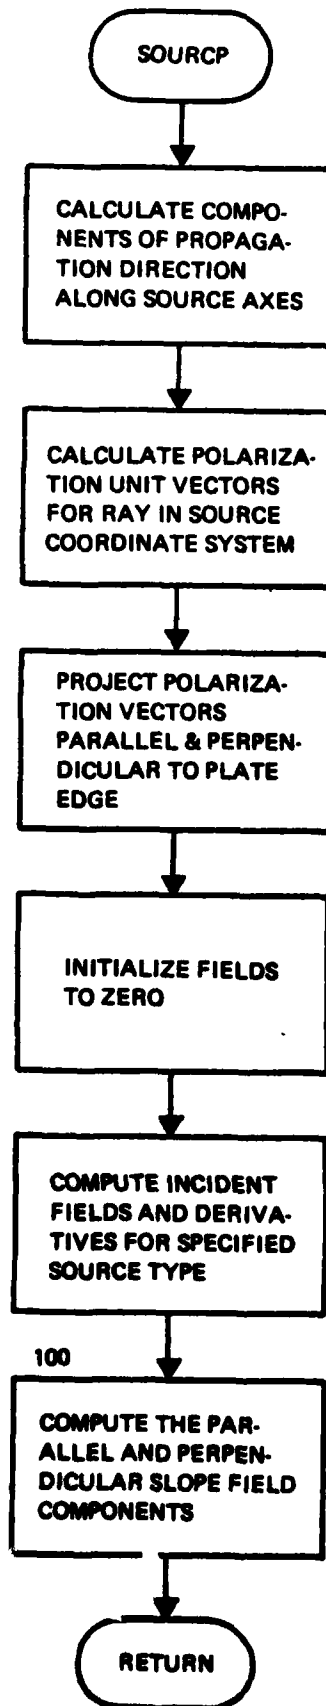 SOURCP
CALCULATE COMPO-
NENTS OF PROPAGA-
TION DIRECTION
ALONG SOURCE AXES
CALCULATE POLARIZA-
TION UNIT VECTORS
FOR RAY IN SOURCE
COORDINATE SYSTEM
PROJECT POLARIZA-
TION VECTORS
PARALLEL & PERPEN-
DICULAR TO PLATE
EDGE
INITIALIZE FIELDS
TO ZERO
COMPUTE INCIDENT
FIELDS AND DERIVA-
TIVES FOR SPECIFIED
SOURCE TYPE
100
COMPUTE THE PAR-
ALLEL AND PERPEN-
DICULAR SLOPE FIELD
COMPONENTS
RETURN